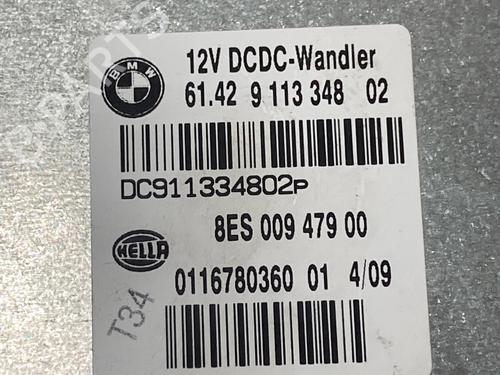 BMW
12V DCDC-Wandler
61.42 9 113 348 02
DC911334802P
8ES 009 479 00
HELLA
0116780360 01 4/09
T34